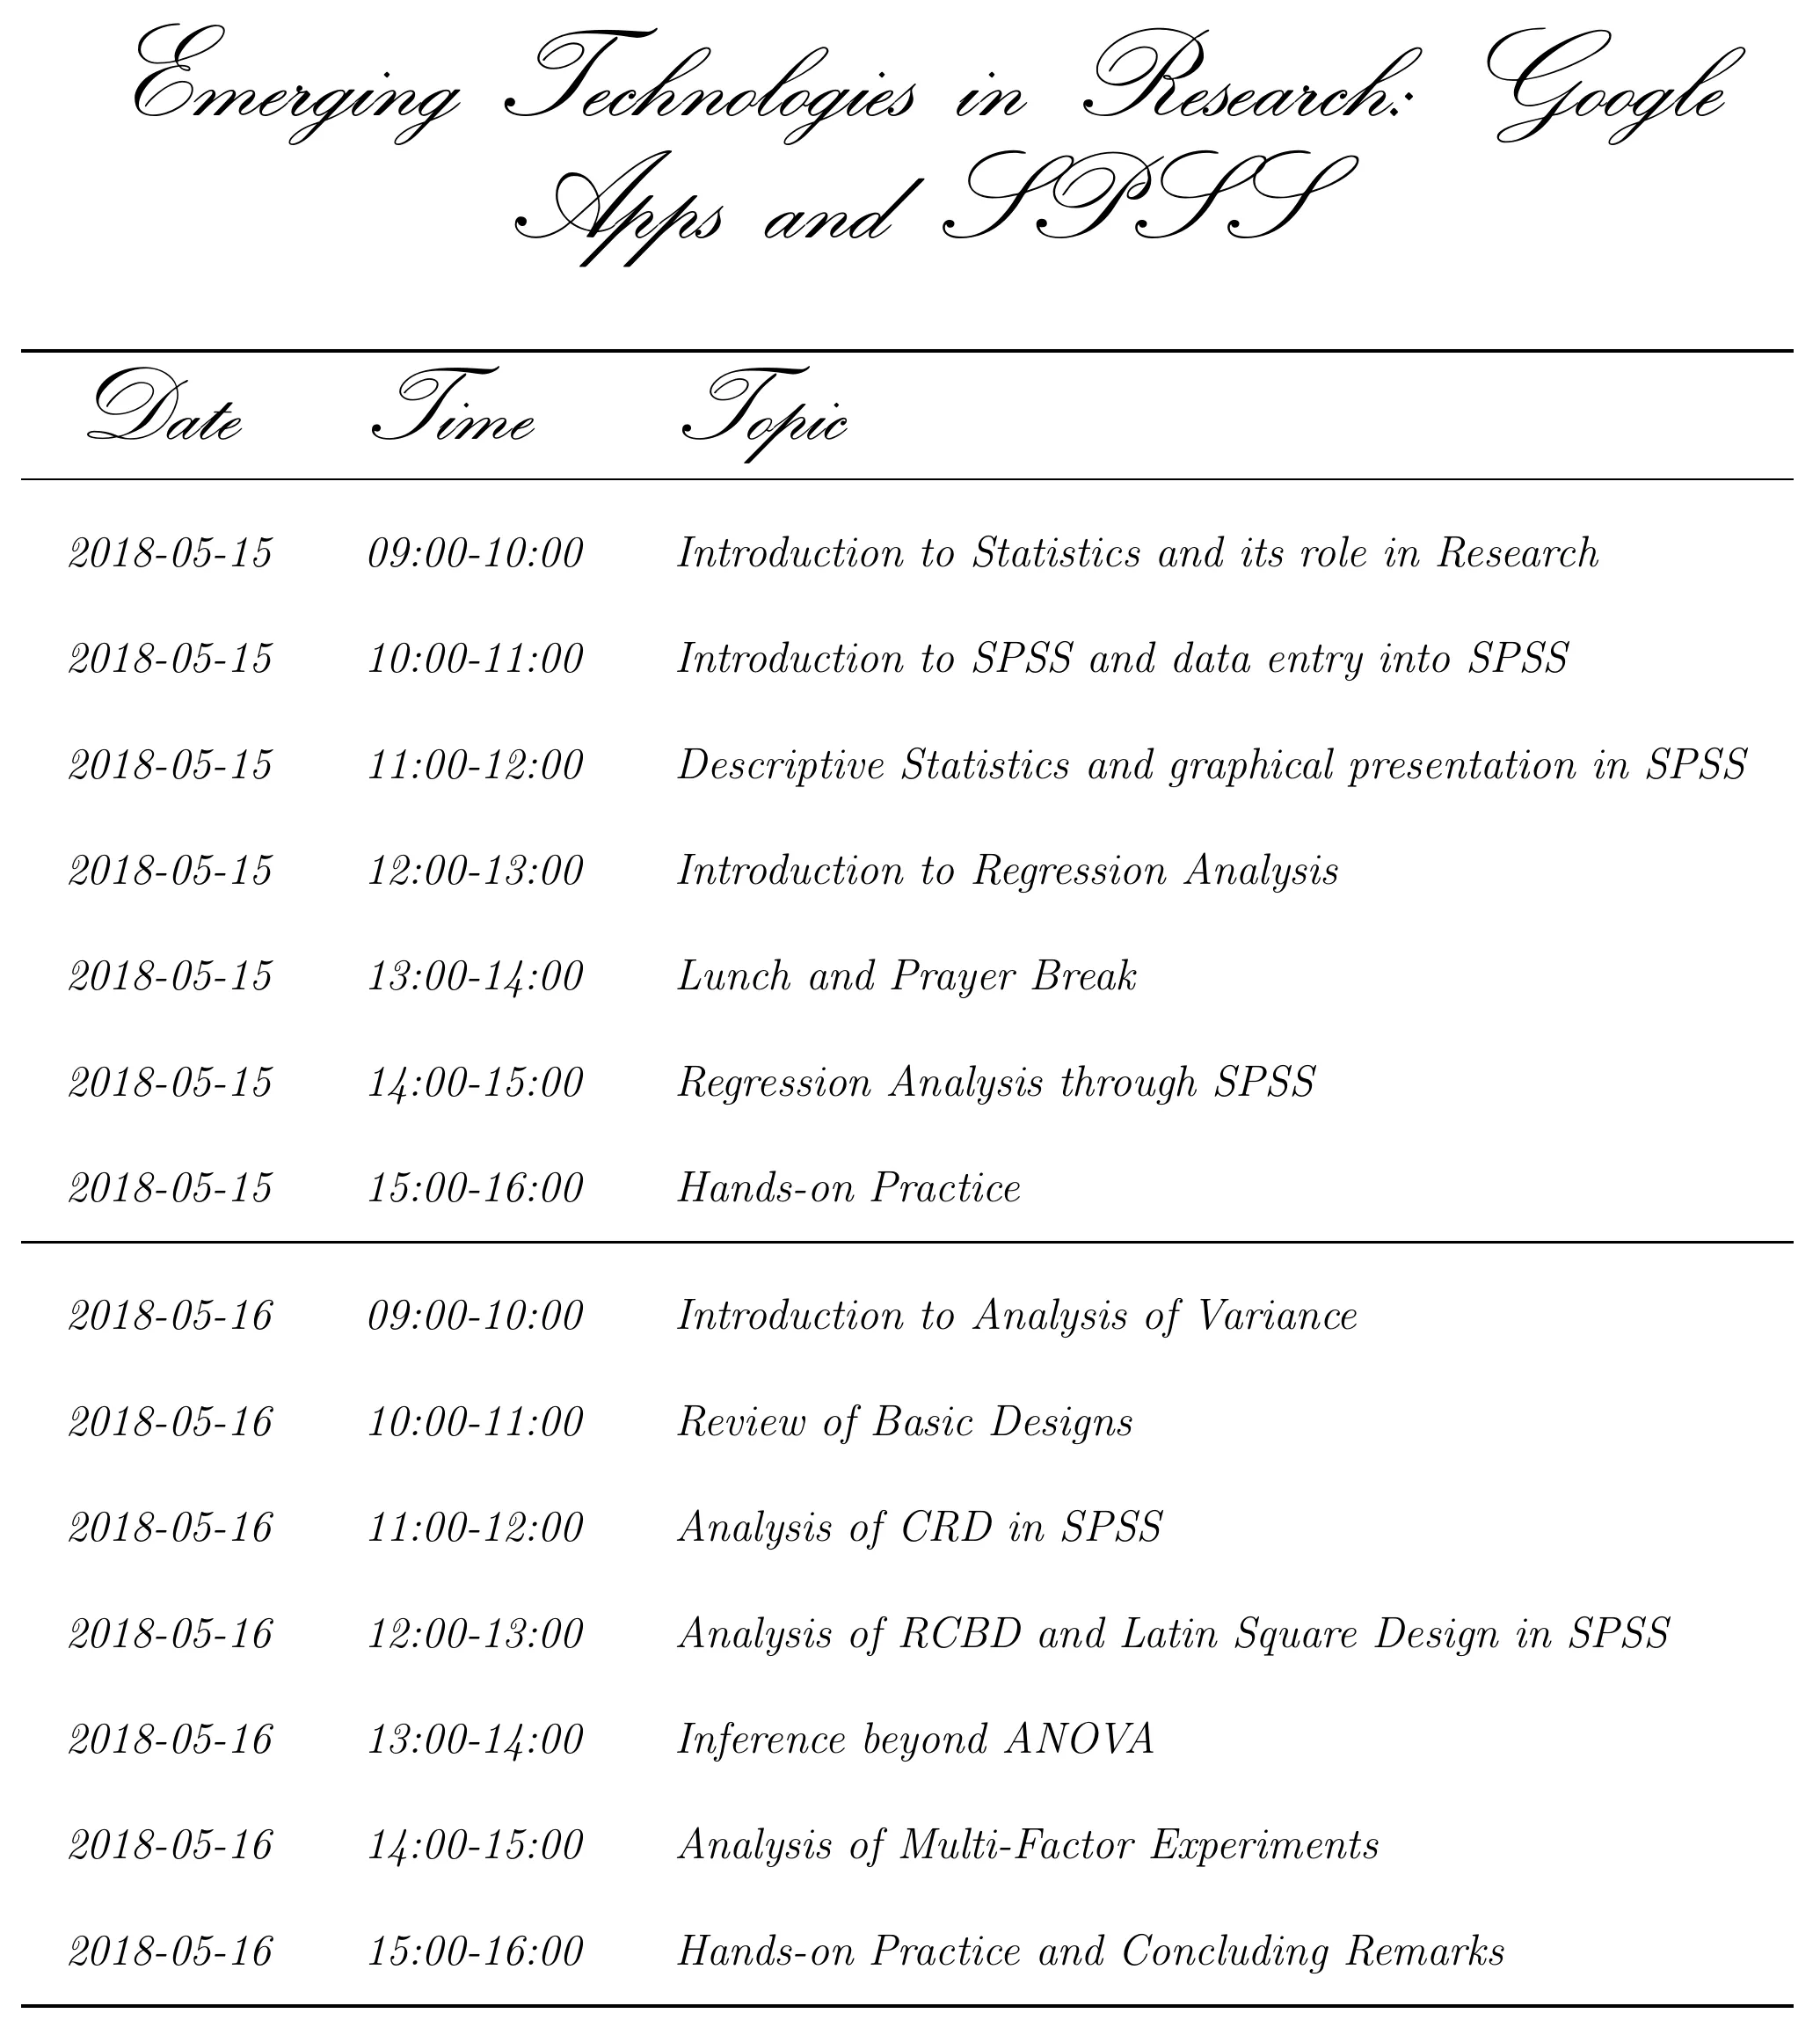 Emerging Technologies in Research: Google
Apps and SPSS
Date Time Topic
2018-05-15 09:00-10:00 Introduction to Statistics and its role in Research
2018-05-15 10:00-11:00 Introduction to SPSS and data entry into SPSS
2018-05-15 11:00-12:00 Descriptive Statistics and graphical presentation in SPSS
2018-05-15 12:00-13:00 Introduction to Regression Analysis
2018-05-15 13:00-14:00 Lunch and Prayer Break
2018-05-15 14:00-15:00 Regression Analysis through SPSS
2018-05-15 15:00-16:00 Hands-on Practice
2018-05-16 09:00-10:00 Introduction to Analysis of Variance
2018-05-16 10:00-11:00 Review of Basic Designs
2018-05-16 11:00-12:00 Analysis of CRD in SPSS
2018-05-16 12:00-13:00 Analysis of RCBD and Latin Square Design in SPSS
2018-05-16 13:00-14:00 Inference beyond ANOVA
2018-05-16 14:00-15:00 Analysis of Multi-Factor Experiments
2018-05-16 15:00-16:00 Hands-on Practice and Concluding Remarks